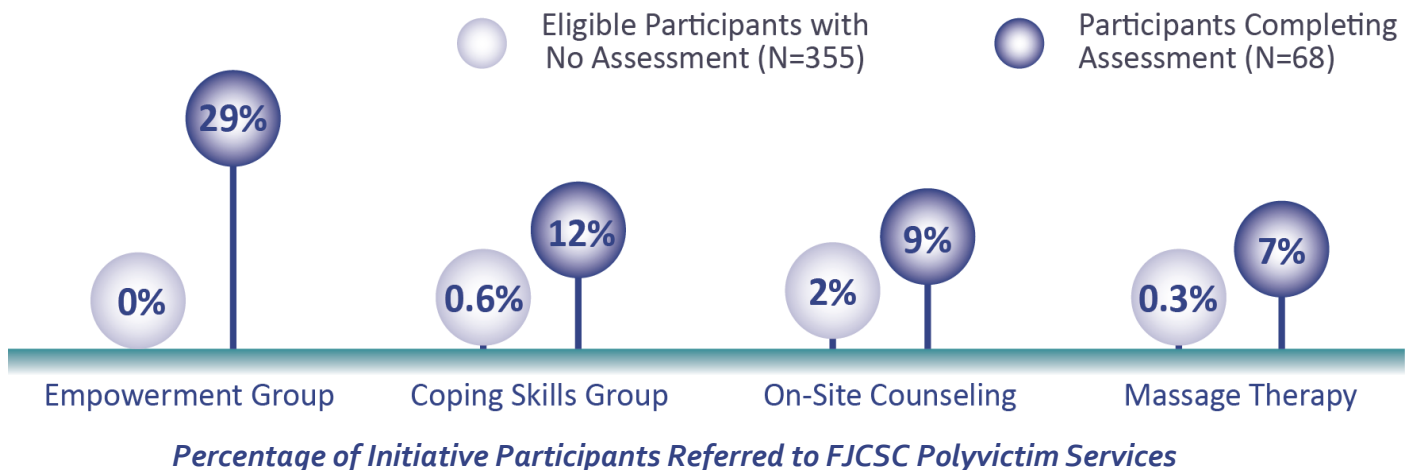 Eligible Participants with
No Assessment (N=355)
Participants Completing
Assessment (N=68)
29%
0%
0.6%
12%
2%
9%
0.3%
7%
Empowerment Group
Coping Skills Group
On-Site Counseling
Massage Therapy
Percentage of Initiative Participants Referred to FJCSC Polyvictim Services